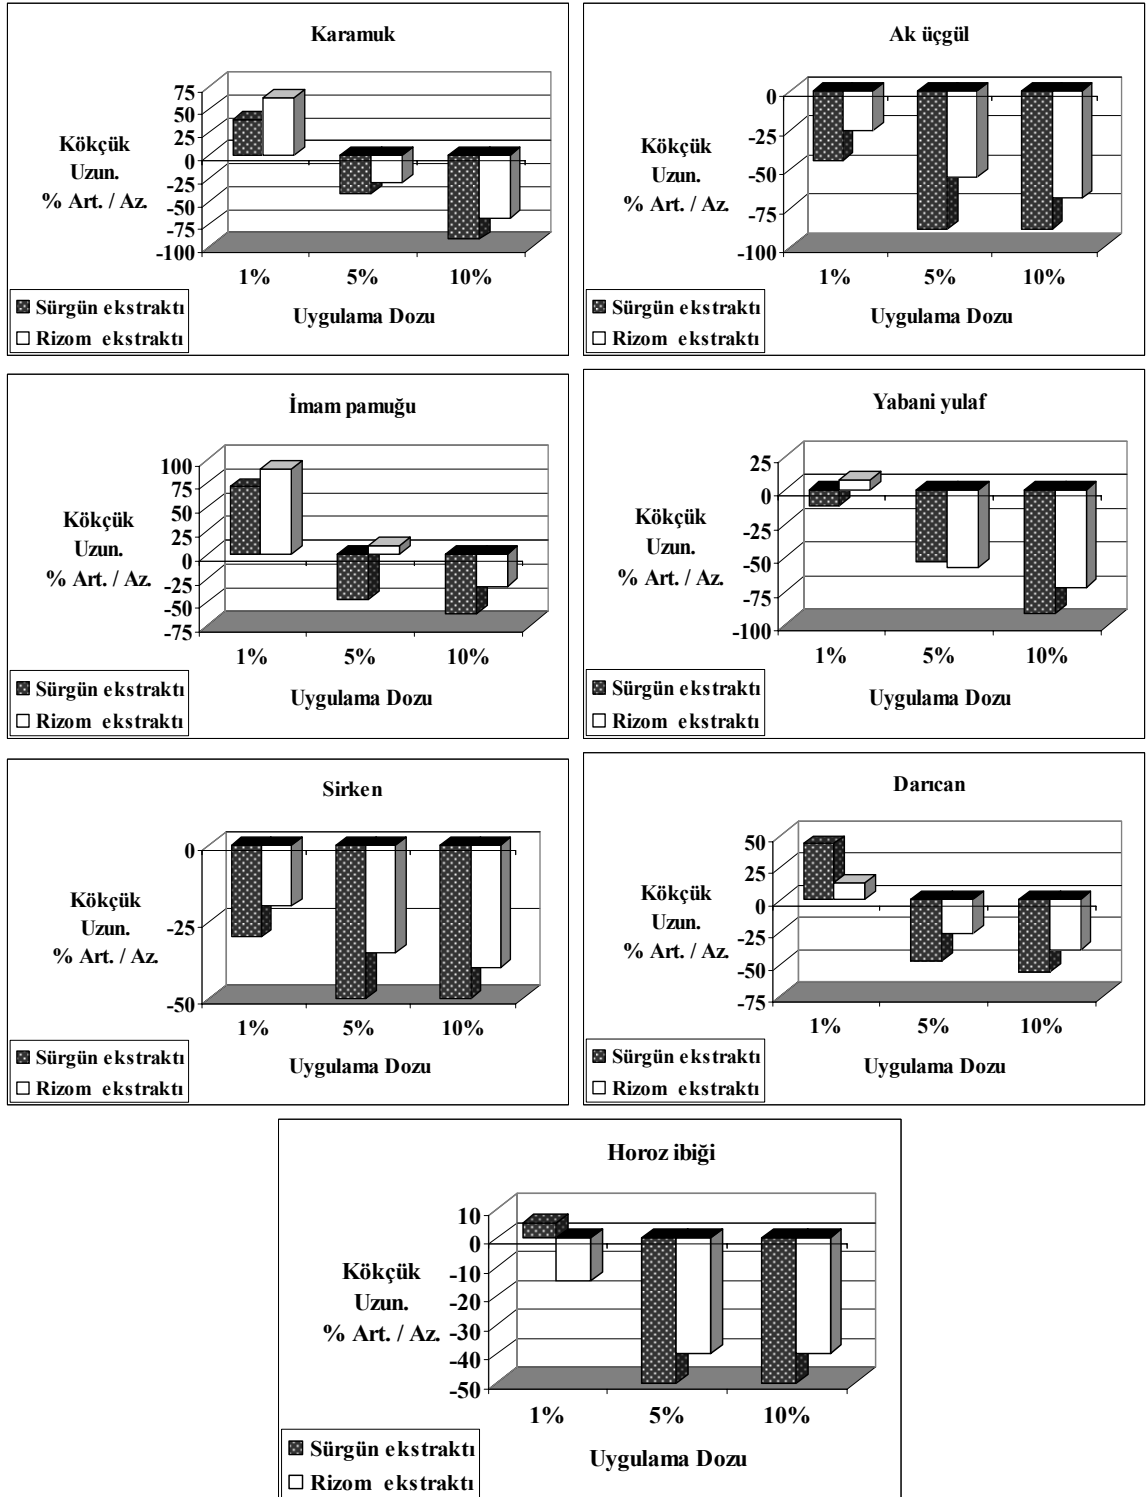 Karamuk
75
50
25
0
-25
-50
-75
-100
Kökçük
Uzun.
% Art. / Az.
1% 5% 10%
Uygulama Dozu
Sürgün ekstraktı
Rizom ekstraktı
Ak üçgül
0
-25
-50
-75
-100
Kökçük
Uzun.
% Art. / Az.
1% 5% 10%
Uygulama Dozu
Sürgün ekstraktı
Rizom ekstraktı
İmam pamuğu
100
75
50
25
0
-25
-50
-75
Kökçük
Uzun.
% Art. / Az.
1% 5% 10%
Uygulama Dozu
Sürgün ekstraktı
Rizom ekstraktı
Yabani yulaf
25
0
-25
-50
-75
-100
Kökçük
Uzun.
% Art. / Az.
1% 5% 10%
Uygulama Dozu
Sürgün ekstraktı
Rizom ekstraktı
Sirken
0
-25
-50
Kökçük
Uzun.
% Art. / Az.
1% 5% 10%
Uygulama Dozu
Sürgün ekstraktı
Rizom ekstraktı
Darıcan
50
25
0
-25
-50
-75
Kökçük
Uzun.
% Art. / Az.
1% 5% 10%
Uygulama Dozu
Sürgün ekstraktı
Rizom ekstraktı
Horoz ibiği
10
0
-10
-20
-30
-40
-50
Kökçük
Uzun.
% Art. / Az.
1% 5% 10%
Uygulama Dozu
Sürgün ekstraktı
Rizom ekstraktı